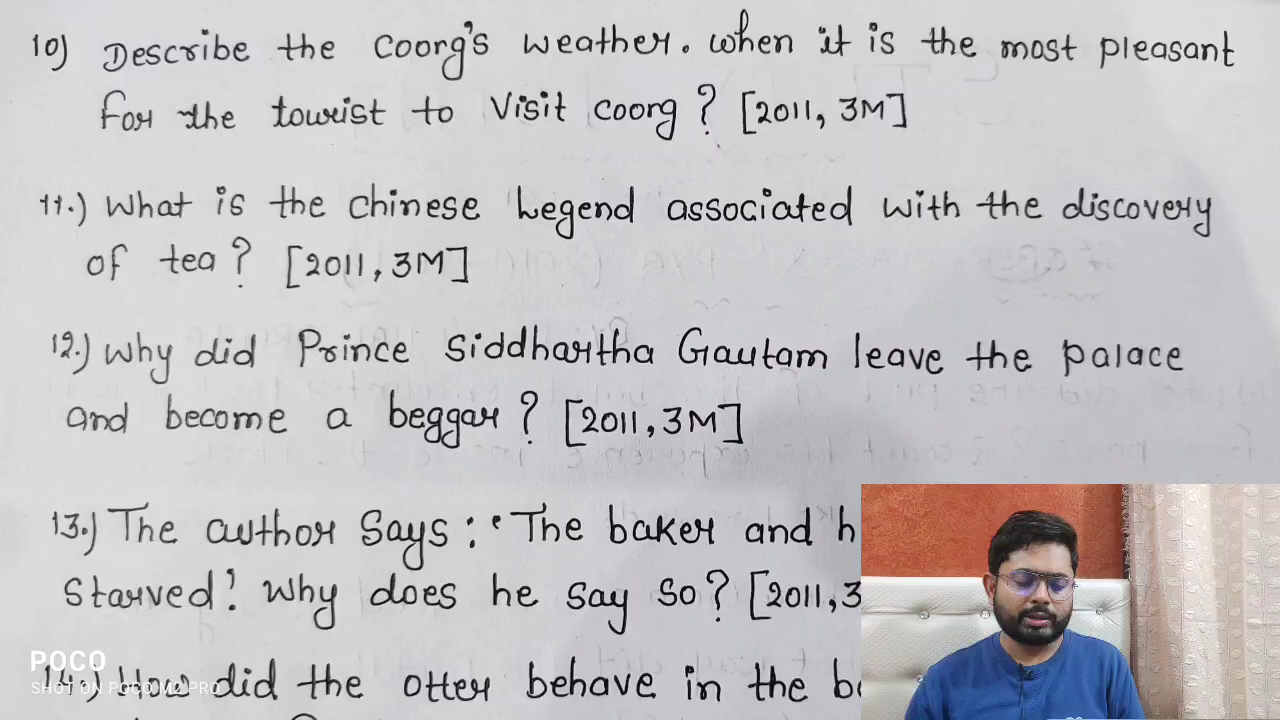 10) Describe the Coorg's weather. When it is the most pleasant
for the tourist to visit coorg? [2011, 3M]
11.) What is the Chinese Legend associated with the discovery
of tea? [2011, 3M]
12.) Why did Prince Siddhartha Gautam leave the palace
and become a beggar? [2011, 3M]
13.) The author Says: 'The baker and
starved! Why does he say so? [2011, 3
14.) How did the otter behave in the
POCO
SHOT ON POCO M2 PRO